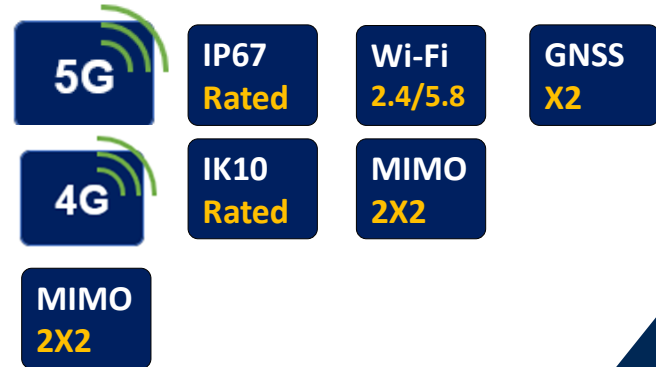 5G
IP67
Rated
Wi-Fi
2.4/5.8
GNSS
X2
4G
IK10
Rated
MIMO
2X2
MIMO
2X2